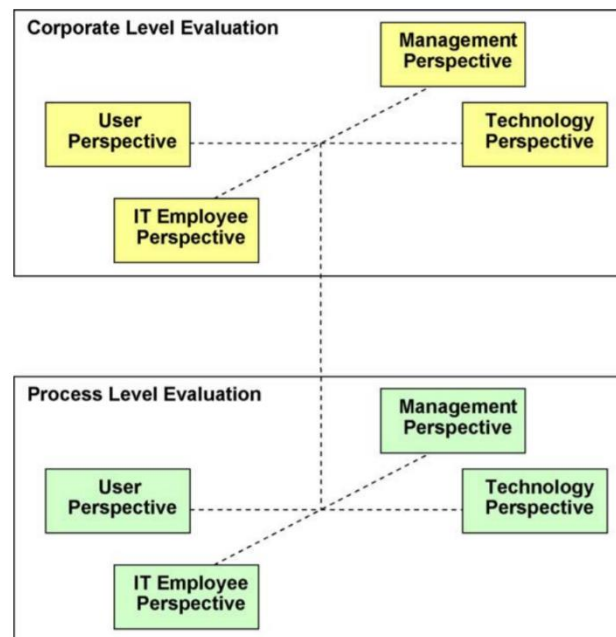 Corporate Level Evaluation
Management
Perspective
User
Perspective
Technology
Perspective
IT Employee
Perspective
Process Level Evaluation
Management
Perspective
User
Perspective
Technology
Perspective
IT Employee
Perspective